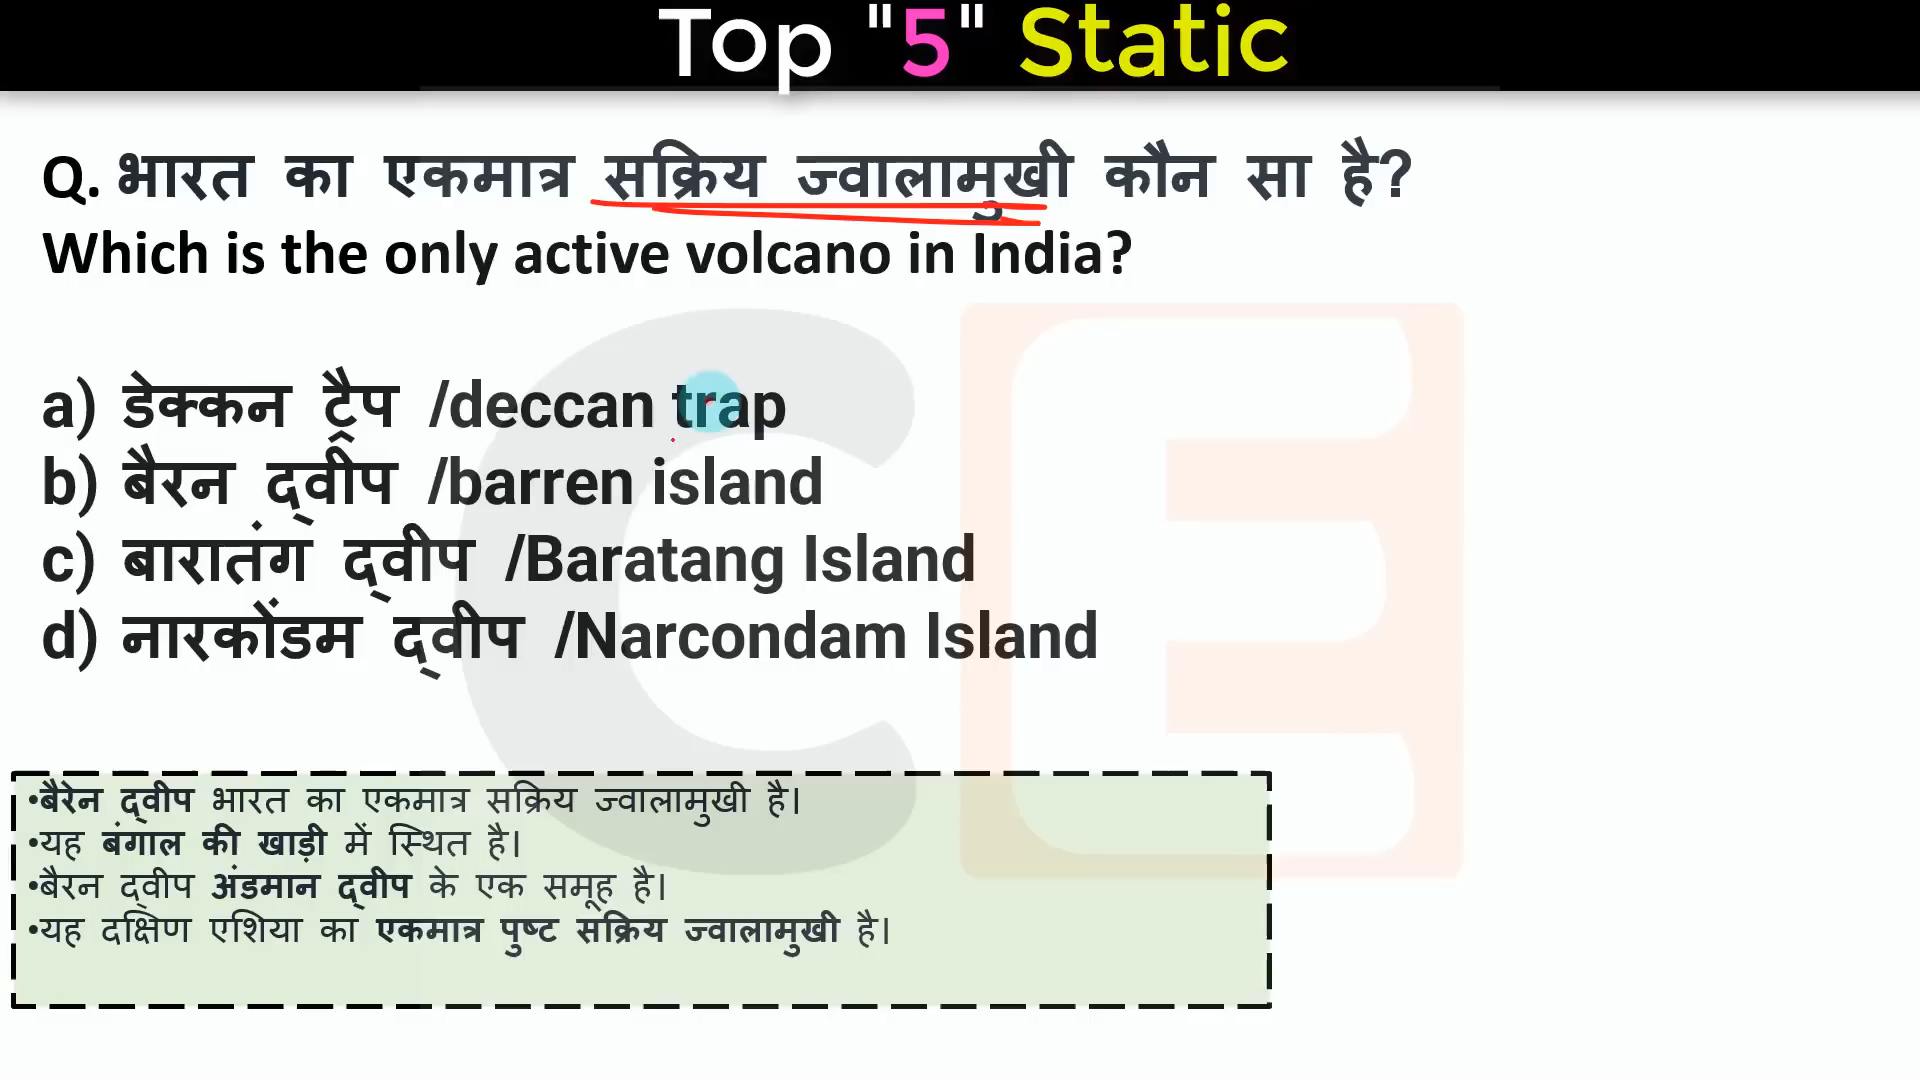 Top "5" Static
Q. भारत का एकमात्र सक्रिय ज्वालामुखी कौन सा है?
Which is the only active volcano in India?
a) डेक्कन ट्रैप /deccan trap
b) बैरन द्वीप /barren island
c) बारातंग द्वीप /Baratang Island
d) नारकोंडम द्वीप /Narcondam Island
•बैरेन द्वीप भारत का एकमात्र सक्रिय ज्वालामुखी है।
•यह बंगाल की खाड़ी में स्थित है।
•बैरन द्वीप अंडमान द्वीप के एक समूह है।
•यह दक्षिण एशिया का एकमात्र पुष्ट सक्रिय ज्वालामुखी है।
CE